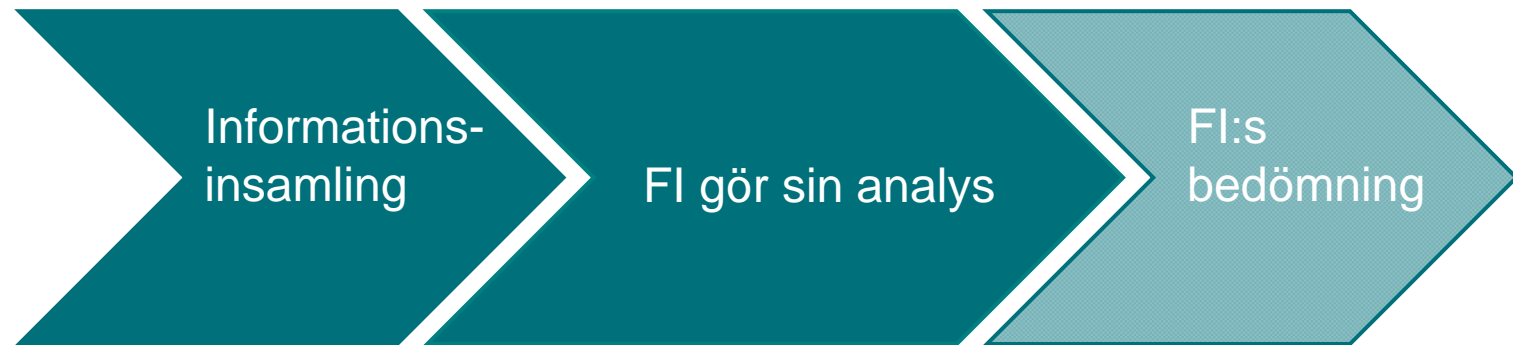 Informations-
insamling
FI gör sin analys
FI:s
bedömning